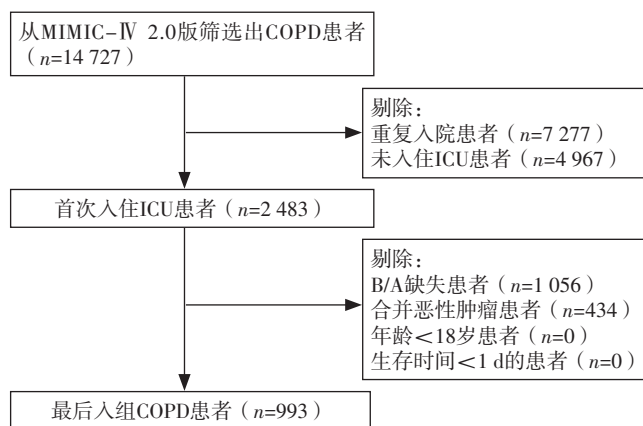 从MIMIC-Ⅳ 2.0版筛选出COPD患者
（n=14 727）
剔除：
重复入院患者（n=7 277）
未入住ICU患者（n=4 967）
首次入住ICU患者（n=2 483）
剔除：
B/A缺失患者（n=1 056）
合并恶性肿瘤患者（n=434）
年龄＜18岁患者（n=0）
生存时间＜1 d的患者（n=0）
最后入组COPD患者（n=993）